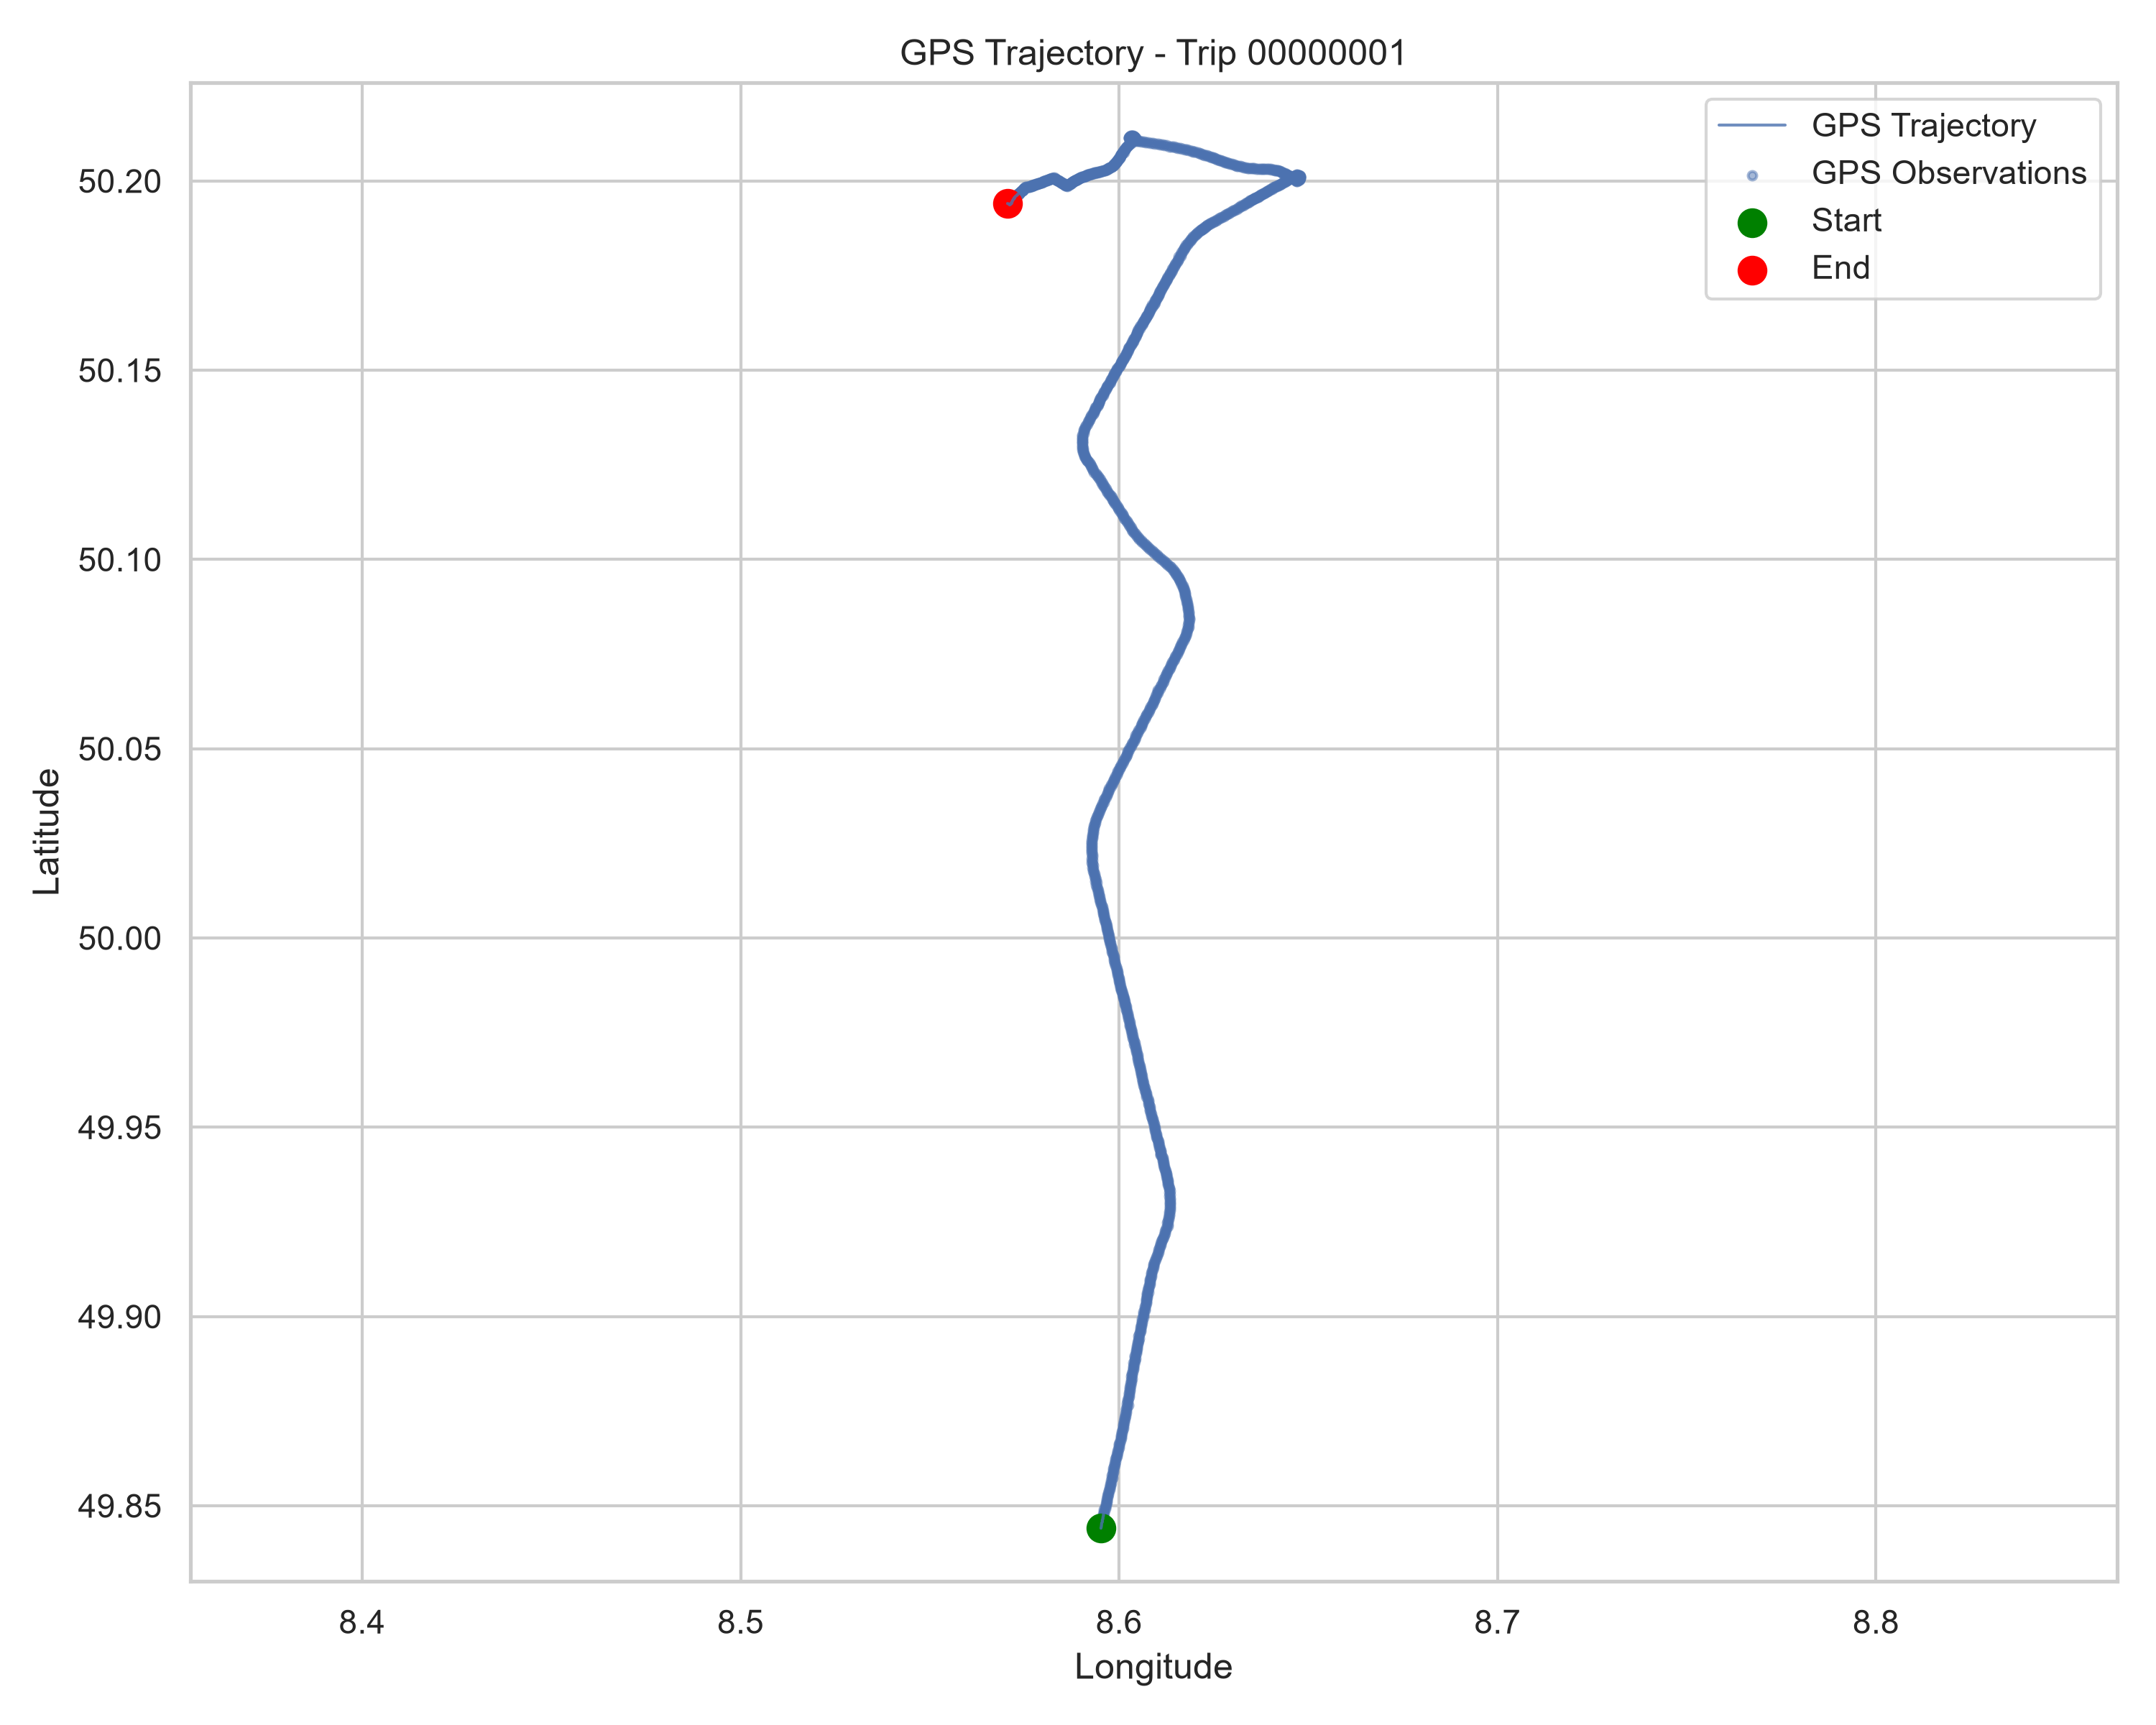 GPS Trajectory - Trip 00000001
GPS Trajectory
GPS Observations
Start
End
50.20
50.15
50.10
50.05
50.00
49.95
49.90
49.85
Latitude
8.4
8.5
8.6
8.7
8.8
Longitude